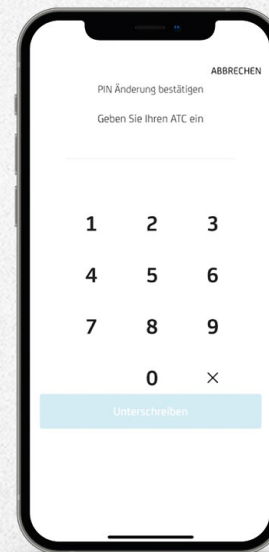 ABBRECHEN
PIN Änderung bestätigen
Geben Sie Ihren ATC ein
1 2 3
4 5 6
7 8 9
0 ×
Unterschreiben